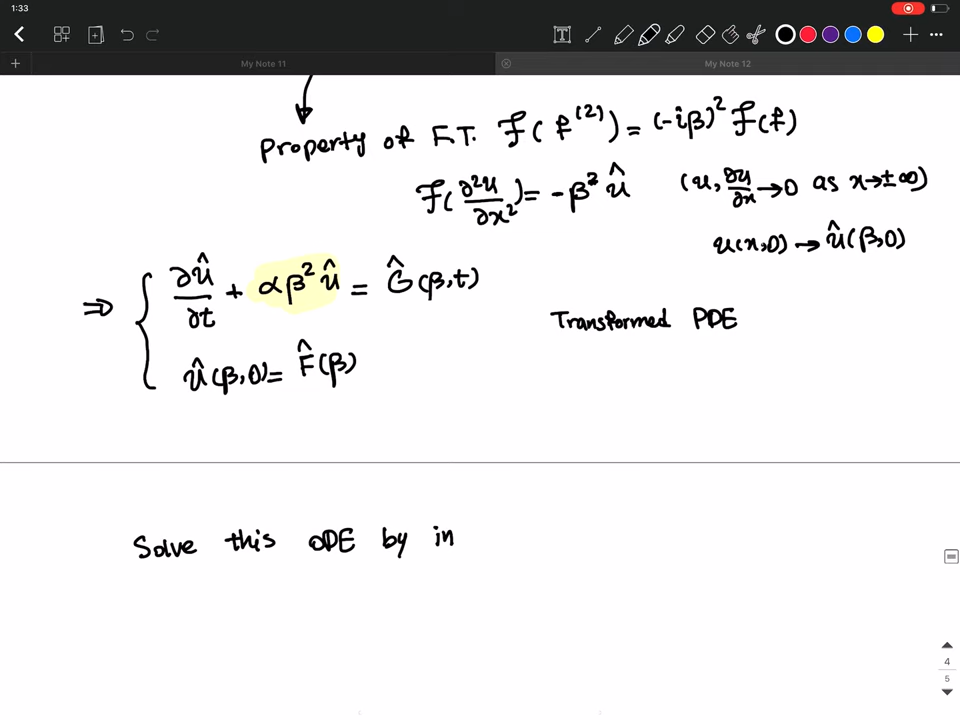 1:33
My Note 11
My Note 12
Property of F.T. ℱ(f⁽²⁾) = (-iβ)² ℱ(f)
ℱ(∂²u/∂x²) = -β² û (u, ∂u/∂x → 0 as x → ±∞)
u(x,0) → û(β,0)
⇒ { ∂û/∂t + αβ² û = Ĝ(β,t)
Transformed PDE
û(β,0) = F̂(β)
Solve this ODE by in
4
5